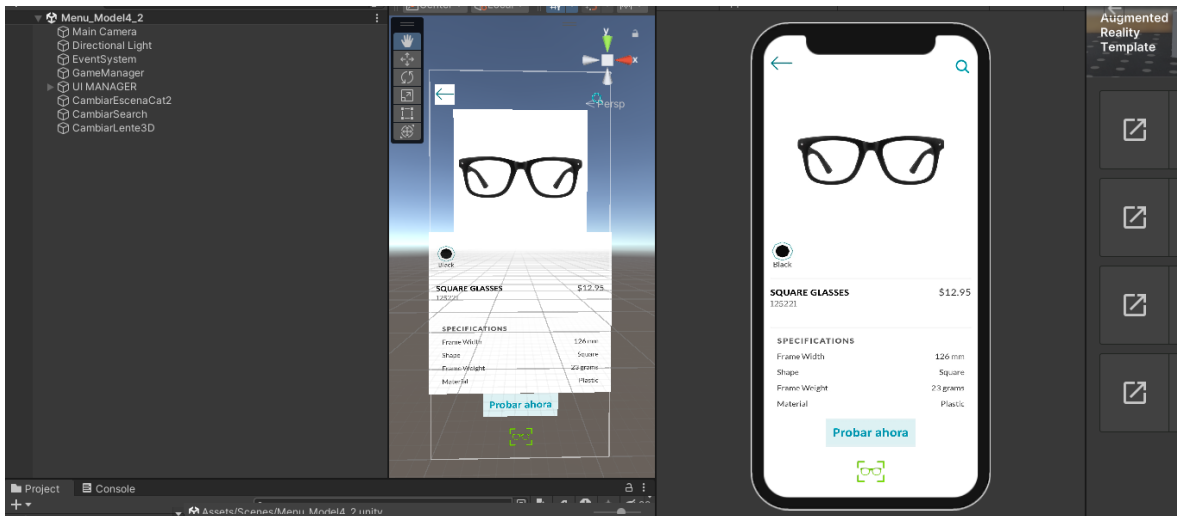 Menu_Model4_2
Main Camera
Directional Light
EventSystem
GameManager
UI MANAGER
CambiarEscenaCat2
CambiarSearch
CambiarLente3D
y
x
Persp
Black
SQUARE GLASSES $12.95
125221
SPECIFICATIONS
Frame Width 126 mm
Shape Square
Frame Weight 23 grams
Material Plastic
Probar ahora
Black
SQUARE GLASSES $12.95
125221
SPECIFICATIONS
Frame Width 126 mm
Shape Square
Frame Weight 23 grams
Material Plastic
Probar ahora
Augmented
Reality
Template
Project Console
Assets/Scenes/Menu_Model4_2.unity